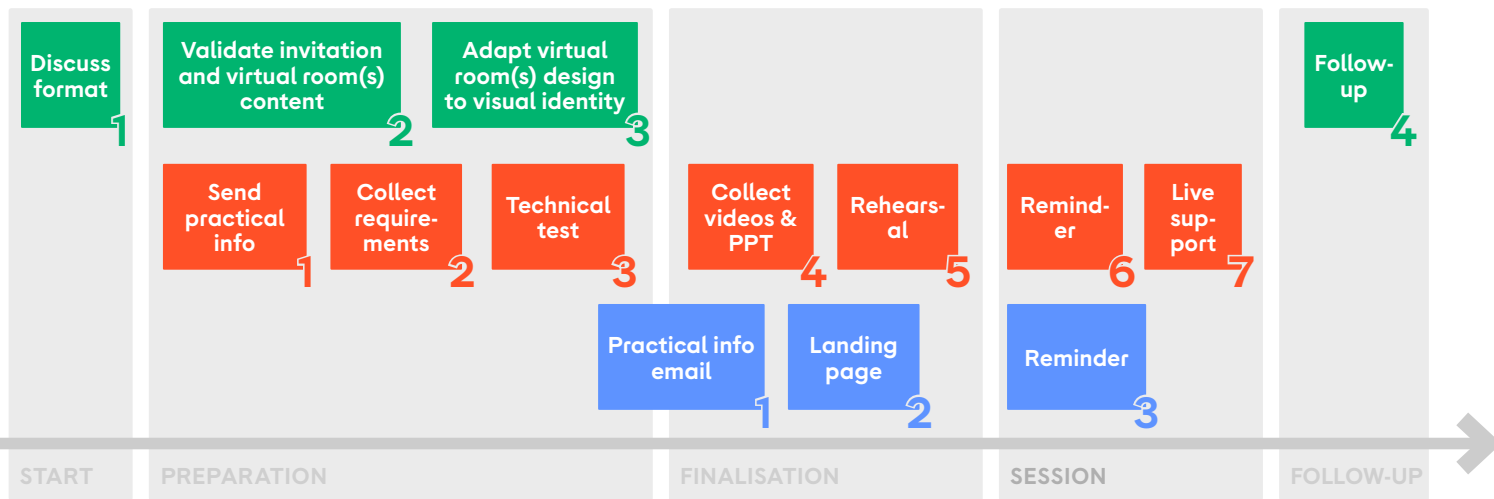 Discuss
format
1
Validate invitation
and virtual room(s)
content
2
Adapt virtual
room(s) design
to visual identity
3
Follow-
up
4
Send
practical
info
1
Collect
require-
ments
2
Technical
test
3
Collect
videos &
PPT
4
Rehears-
al
5
Remind-
er
6
Live
sup-
port
7
Practical info
email
1
Landing
page
2
Reminder
3
START
PREPARATION
FINALISATION
SESSION
FOLLOW-UP